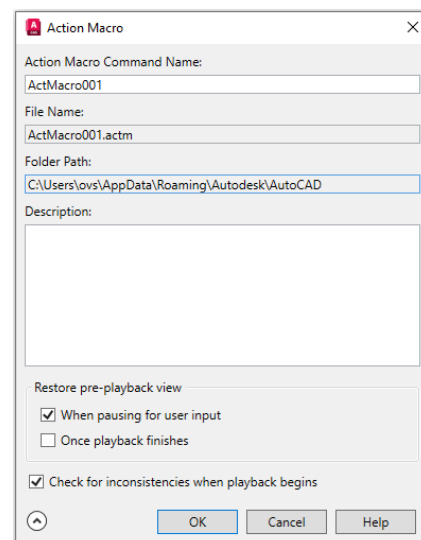 A
CAD
Action Macro
Action Macro Command Name:
ActMacro001
File Name:
ActMacro001.actm
Folder Path:
C:\Users\ovs\AppData\Roaming\Autodesk\AutoCAD
Description:
Restore pre-playback view
When pausing for user input
Once playback finishes
Check for inconsistencies when playback begins
OK Cancel Help